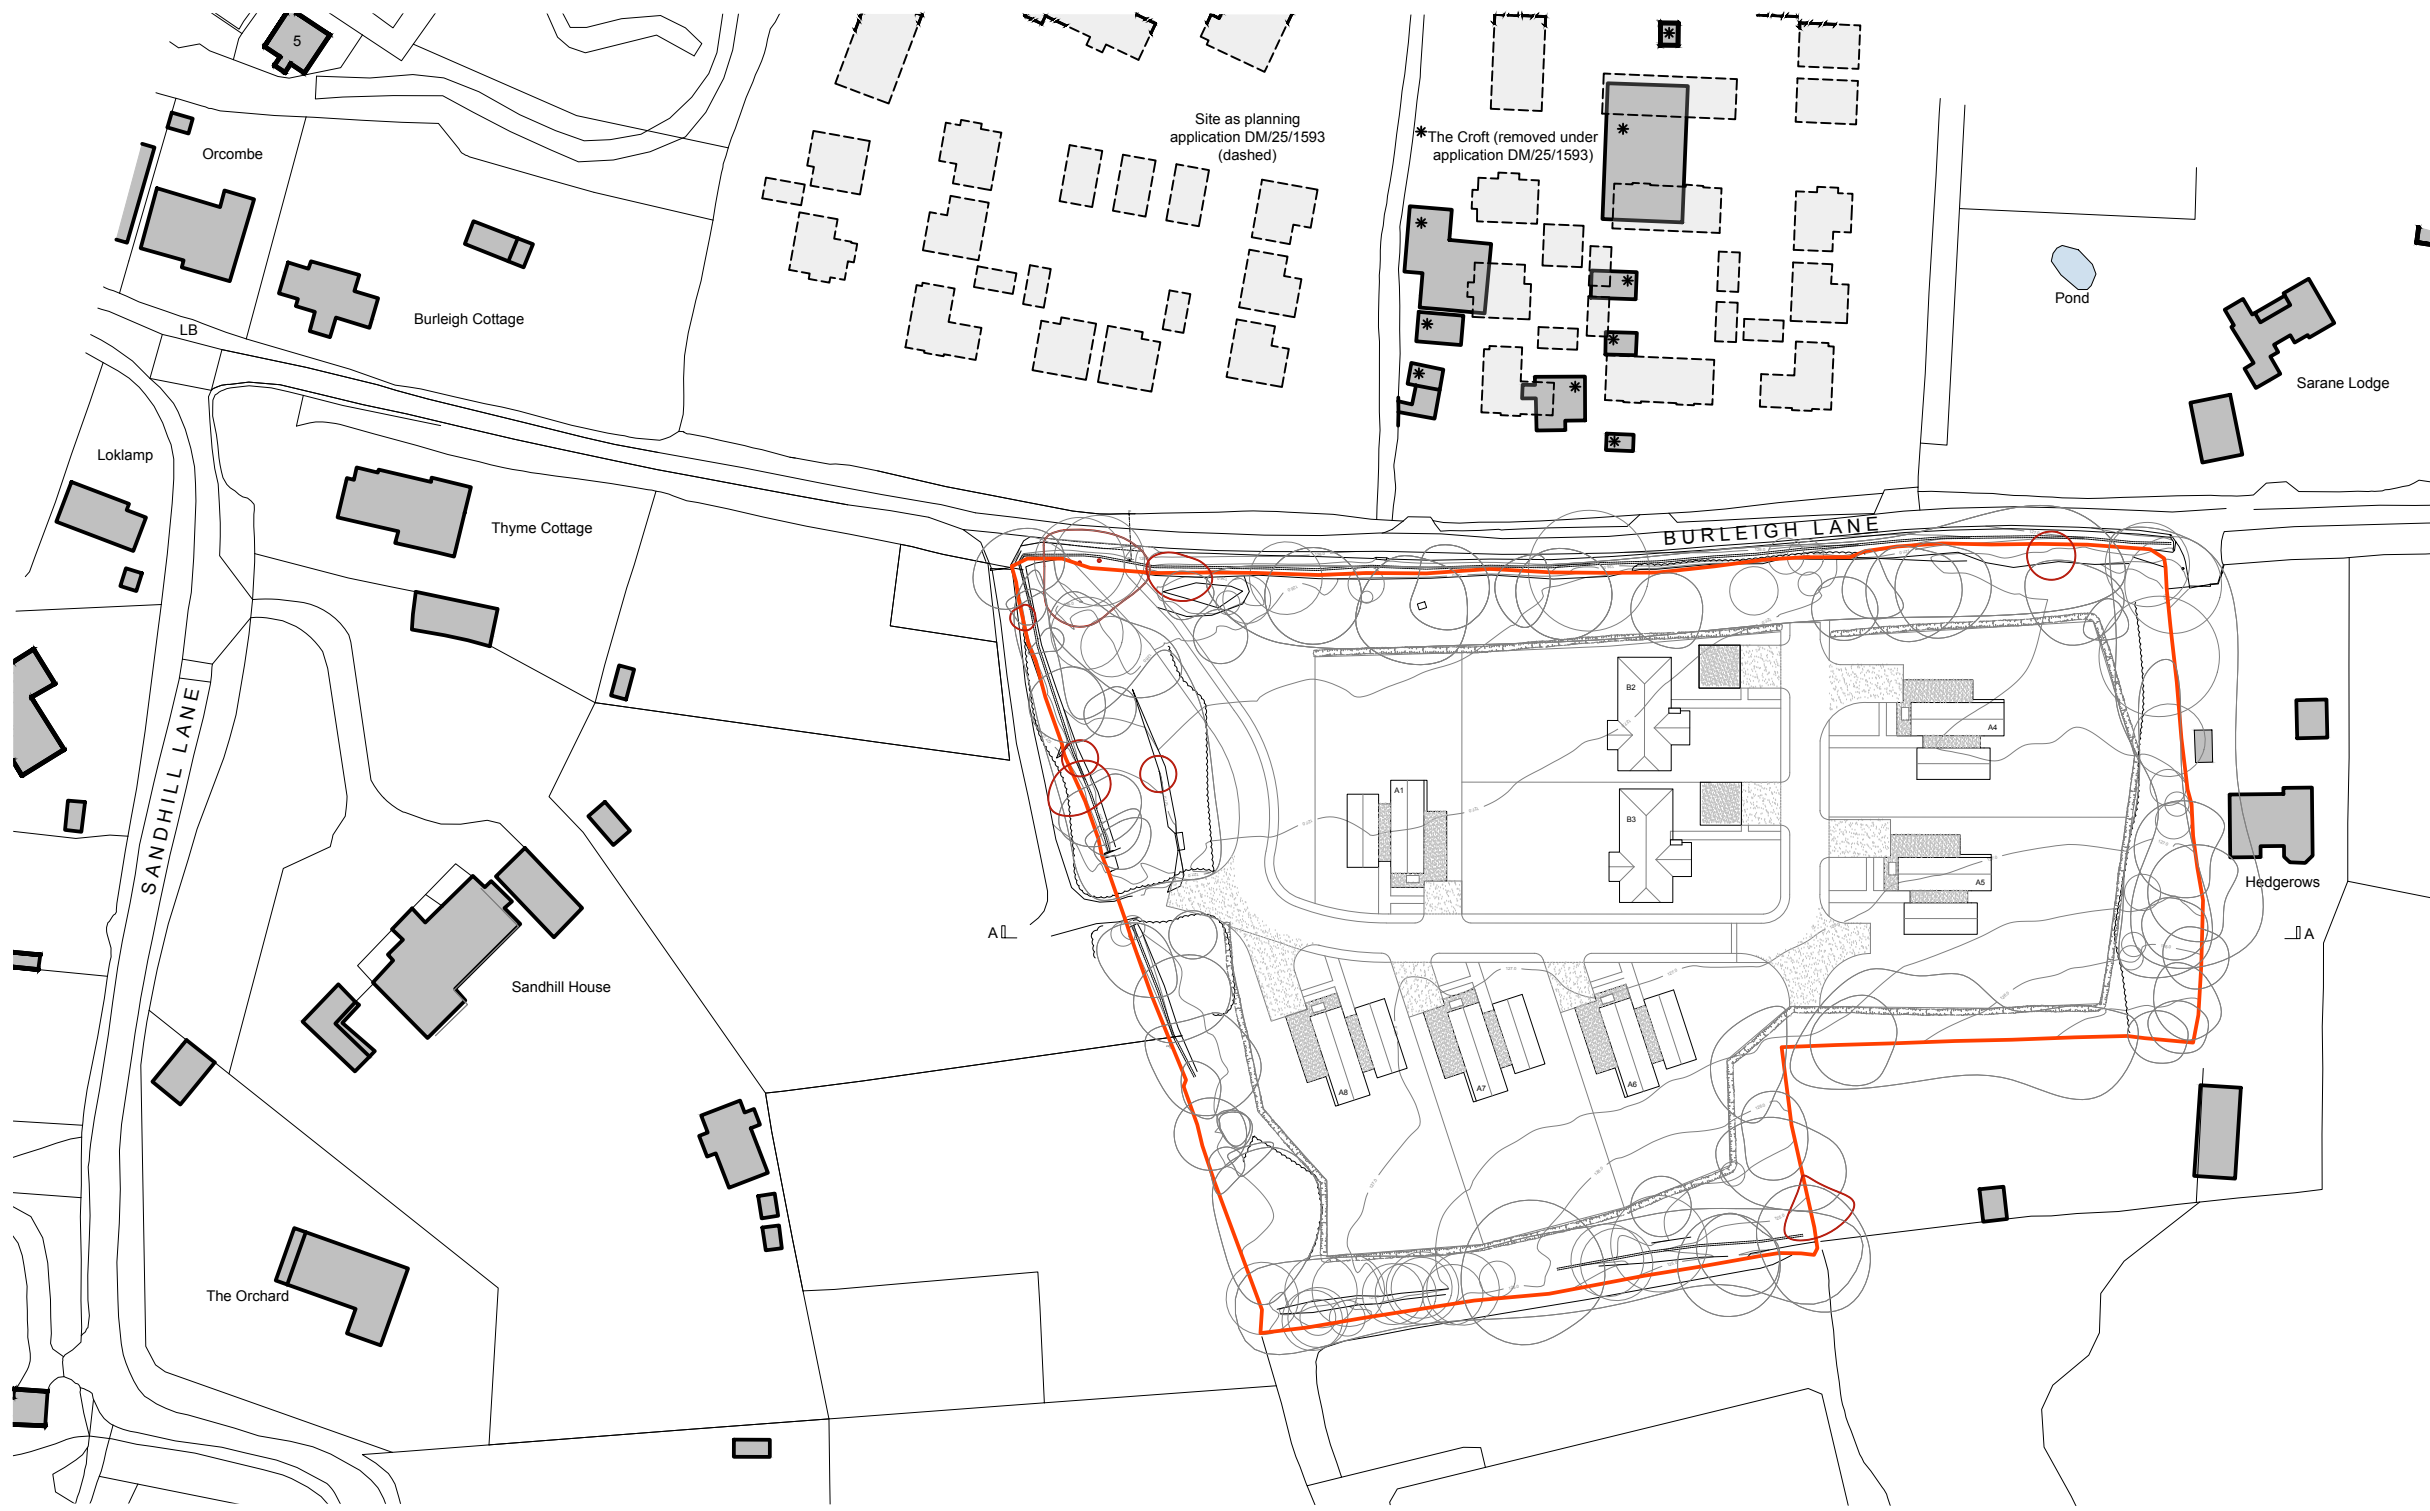 5
Orcombe
Site as planning
application DM/25/1593
(dashed)
The Croft (removed under
application DM/25/1593)
Burleigh Cottage
LB
Pond
Sarane Lodge
Loklamp
Thyme Cottage
BURLEIGH LANE
SANDHILL LANE
B2
A4
A1
B3
A5
Hedgerows
A
A
Sandhill House
A8
A7
A6
The Orchard